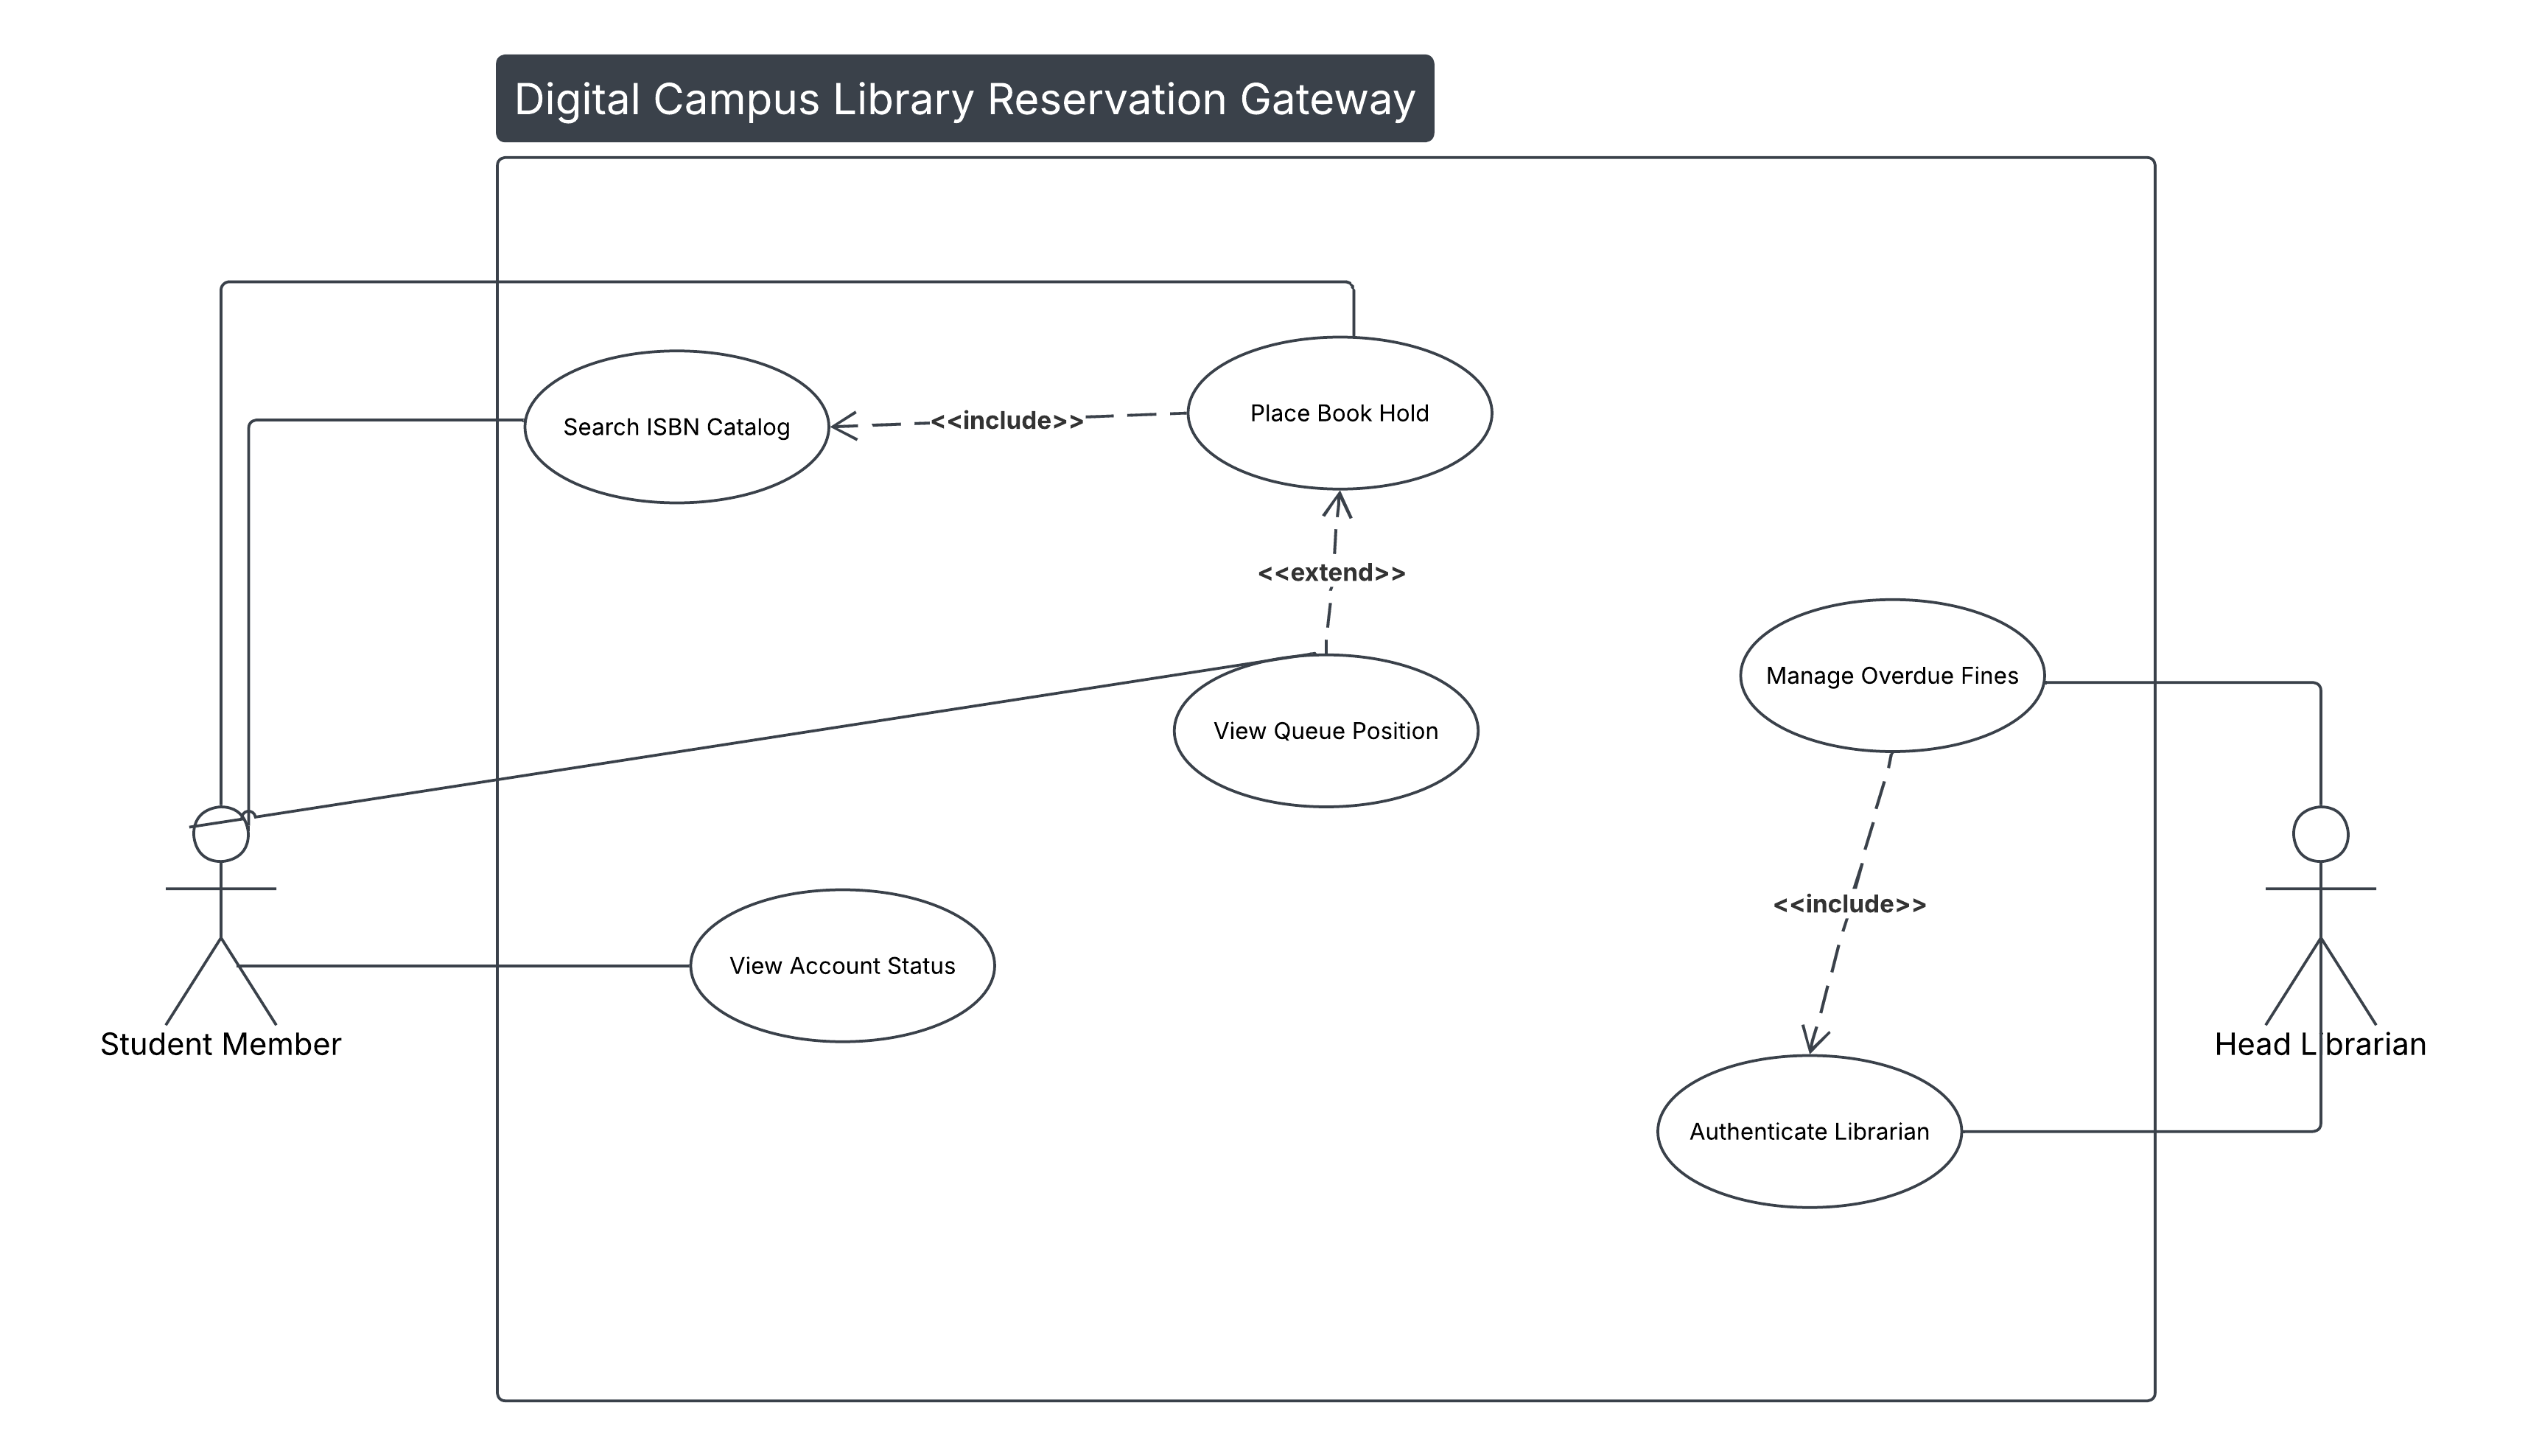 Digital Campus Library Reservation Gateway
Search ISBN Catalog
<<include>>
Place Book Hold
<<extend>>
View Queue Position
Manage Overdue Fines
<<include>>
View Account Status
Student Member
Head Librarian
Authenticate Librarian